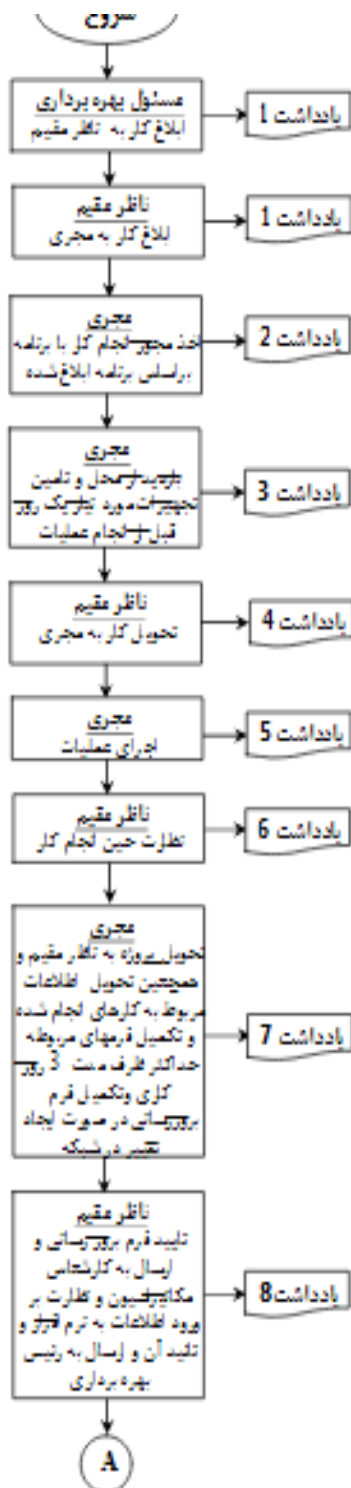 شروع
مسئول بهره برداری
ابلاغ کار به ناظر مقیم
یادداشت 1
ناظر مقیم
ابلاغ کار به مجری
یادداشت 1
مجری
اخذ مجوز انجام کار با برنامه
براساس برنامه ابلاغ شده
یادداشت 2
مجری
بازدید از محل و تامین
تجهیزات مورد نیاز یک روز
قبل از انجام عملیات
یادداشت 3
ناظر مقیم
تحویل کار به مجری
یادداشت 4
مجری
اجرای عملیات
یادداشت 5
ناظر مقیم
نظارت حین انجام کار
یادداشت 6
مجری
تحویل پروژه به ناظر مقیم و
همچنین تحویل اطلاعات
مربوط به کارهای انجام شده
و تکمیل فرمهای مربوطه
حداکثر ظرف مدت 3 روز
کاری وتکمیل فرم
بروزرسانی در صورت ایجاد
تغییر در شبکه
یادداشت 7
ناظر مقیم
تایید فرم بروزرسانی و
ارسال به کارشناس
مکانیزاسیون و نظارت بر
ورود اطلاعات به نرم افزار و
تائید آن و ارسال به رئیس
بهره برداری
یادداشت8
A